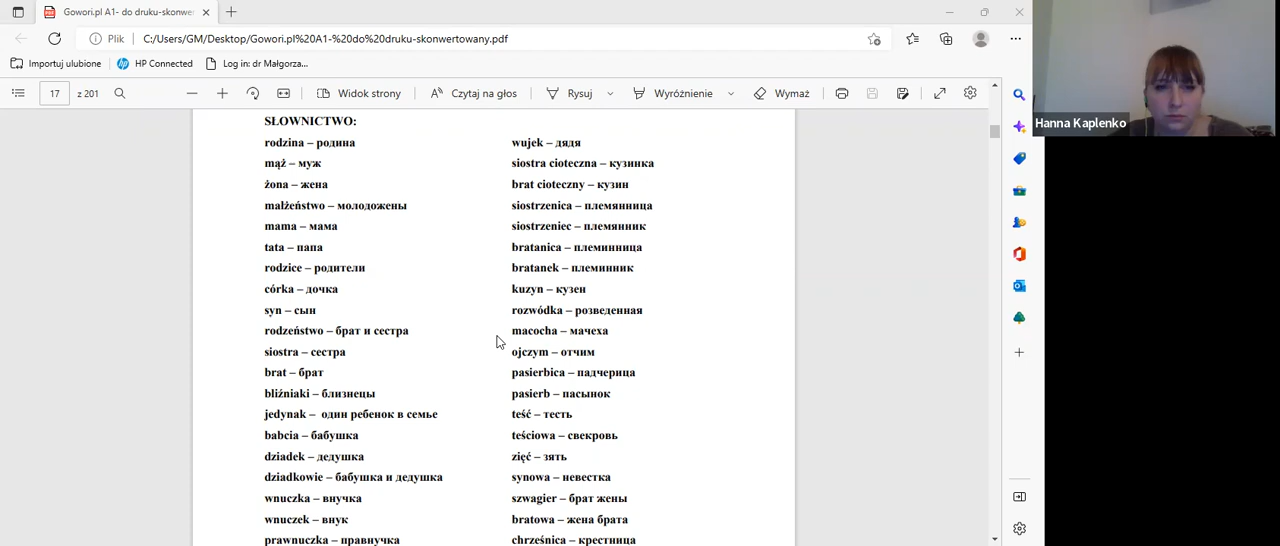 Gowori.pl A1- do druku-skonwer
Plik
C:/Users/GM/Desktop/Gowori.pl%20A1-%20do%20druku-skonwertowany.pdf
Importuj ulubione
HP Connected
Log in: dr Małgorza...
17
z 201
Widok strony
Czytaj na głos
Rysuj
Wyróżnienie
Wymaż
Hanna Kaplenko
SŁOWNICTWO:
rodzina – родина
mąż – муж
żona – жена
małżeństwo – молодожены
mama – мама
tata – папа
rodzice – родители
córka – дочка
syn – сын
rodzeństwo – брат и сестра
siostra – сестра
brat – брат
bliźniaki – близнецы
jedynak – один ребенок в семье
babcia – бабушка
dziadek – дедушка
dziadkowie – бабушка и дедушка
wnuczka – внучка
wnuczek – внук
prawnuczka – правнучка
wujek – дядя
siostra cioteczna – кузинка
brat cioteczny – кузин
siostrzenica – племянница
siostrzeniec – племянник
bratanica – племинница
bratanek – племинник
kuzyn – кузен
rozwódka – розведенная
macocha – мачеха
ojczym – отчим
pasierbica – падчерица
pasierb – пасынок
teść – тесть
teściowa – свекровь
zięć – зять
synowa – невестка
szwagier – брат жены
bratowa – жена брата
chrześnica – крестница